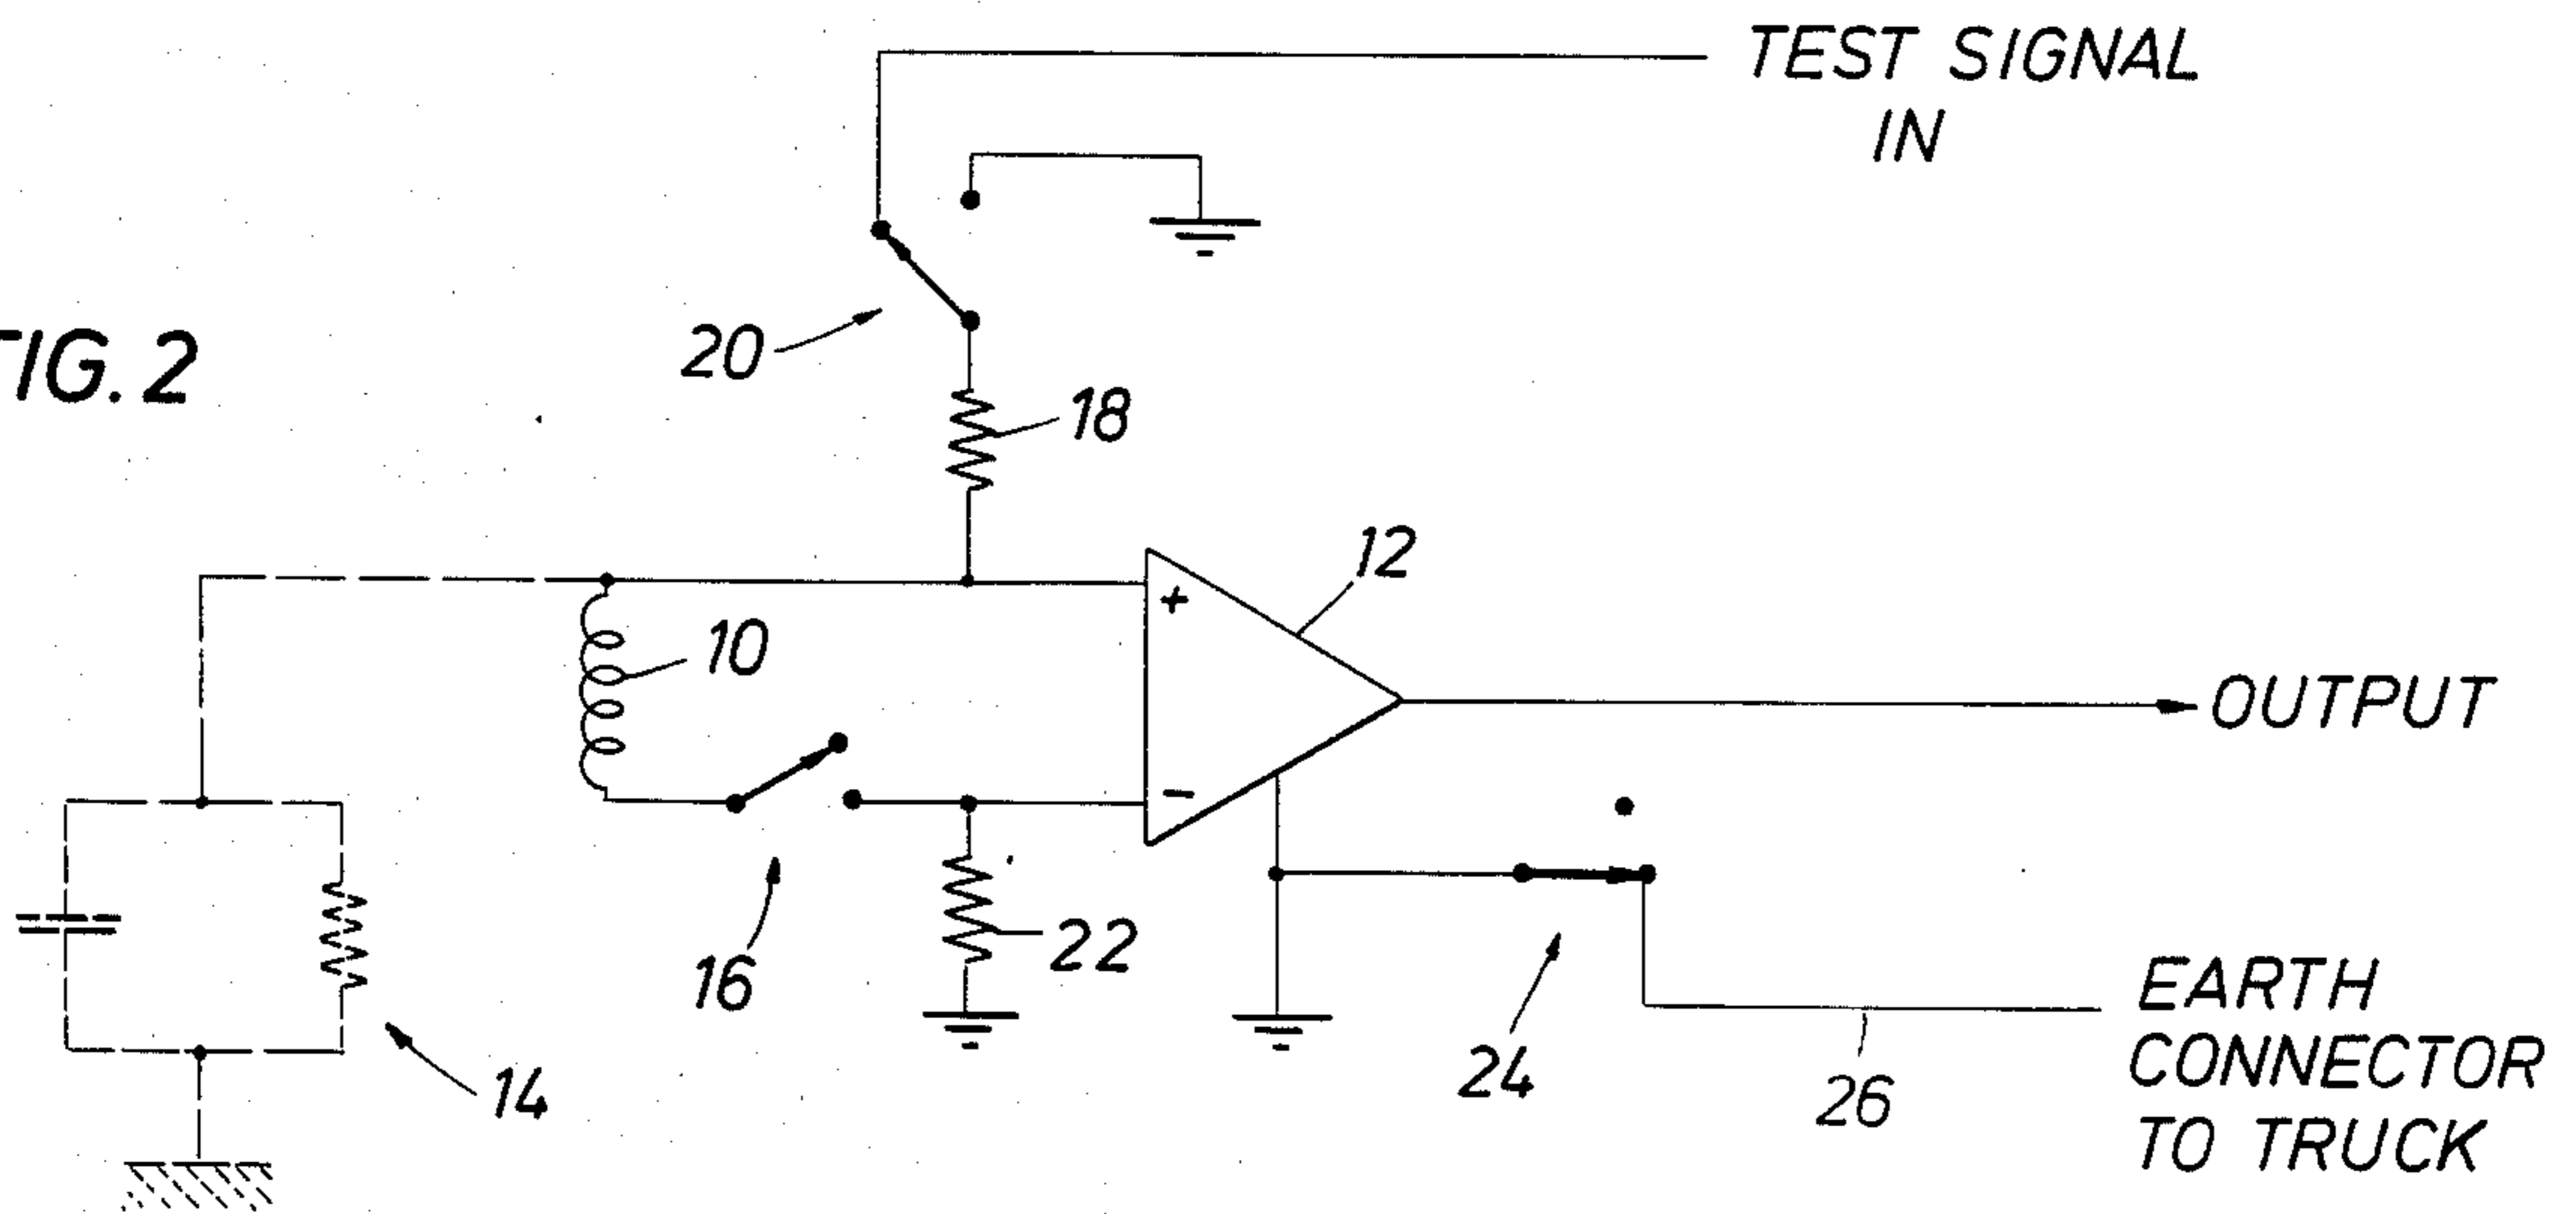 TEST SIGNAL
IN
FIG. 2
20
18
12
+
10
OUTPUT
-
16
22
24
26
EARTH
CONNECTOR
TO TRUCK
14